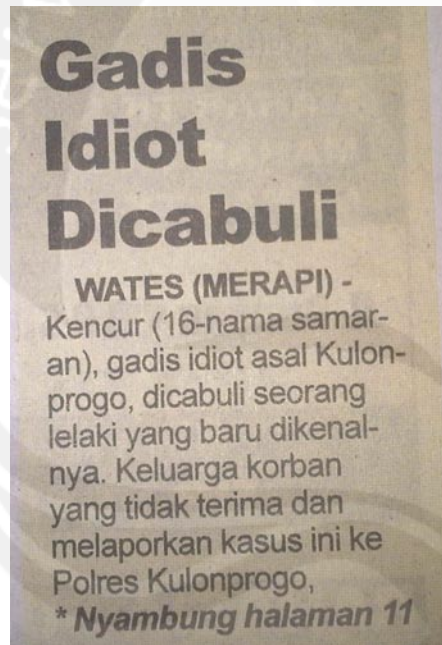 Gadis
Idiot
Dicabuli
WATES (MERAPI) -
Kencur (16-nama samar-
an), gadis idiot asal Kulon-
progo, dicabuli seorang
lelaki yang baru dikenal-
nya. Keluarga korban
yang tidak terima dan
melaporkan kasus ini ke
Polres Kulonprogo,
* Nyambung halaman 11